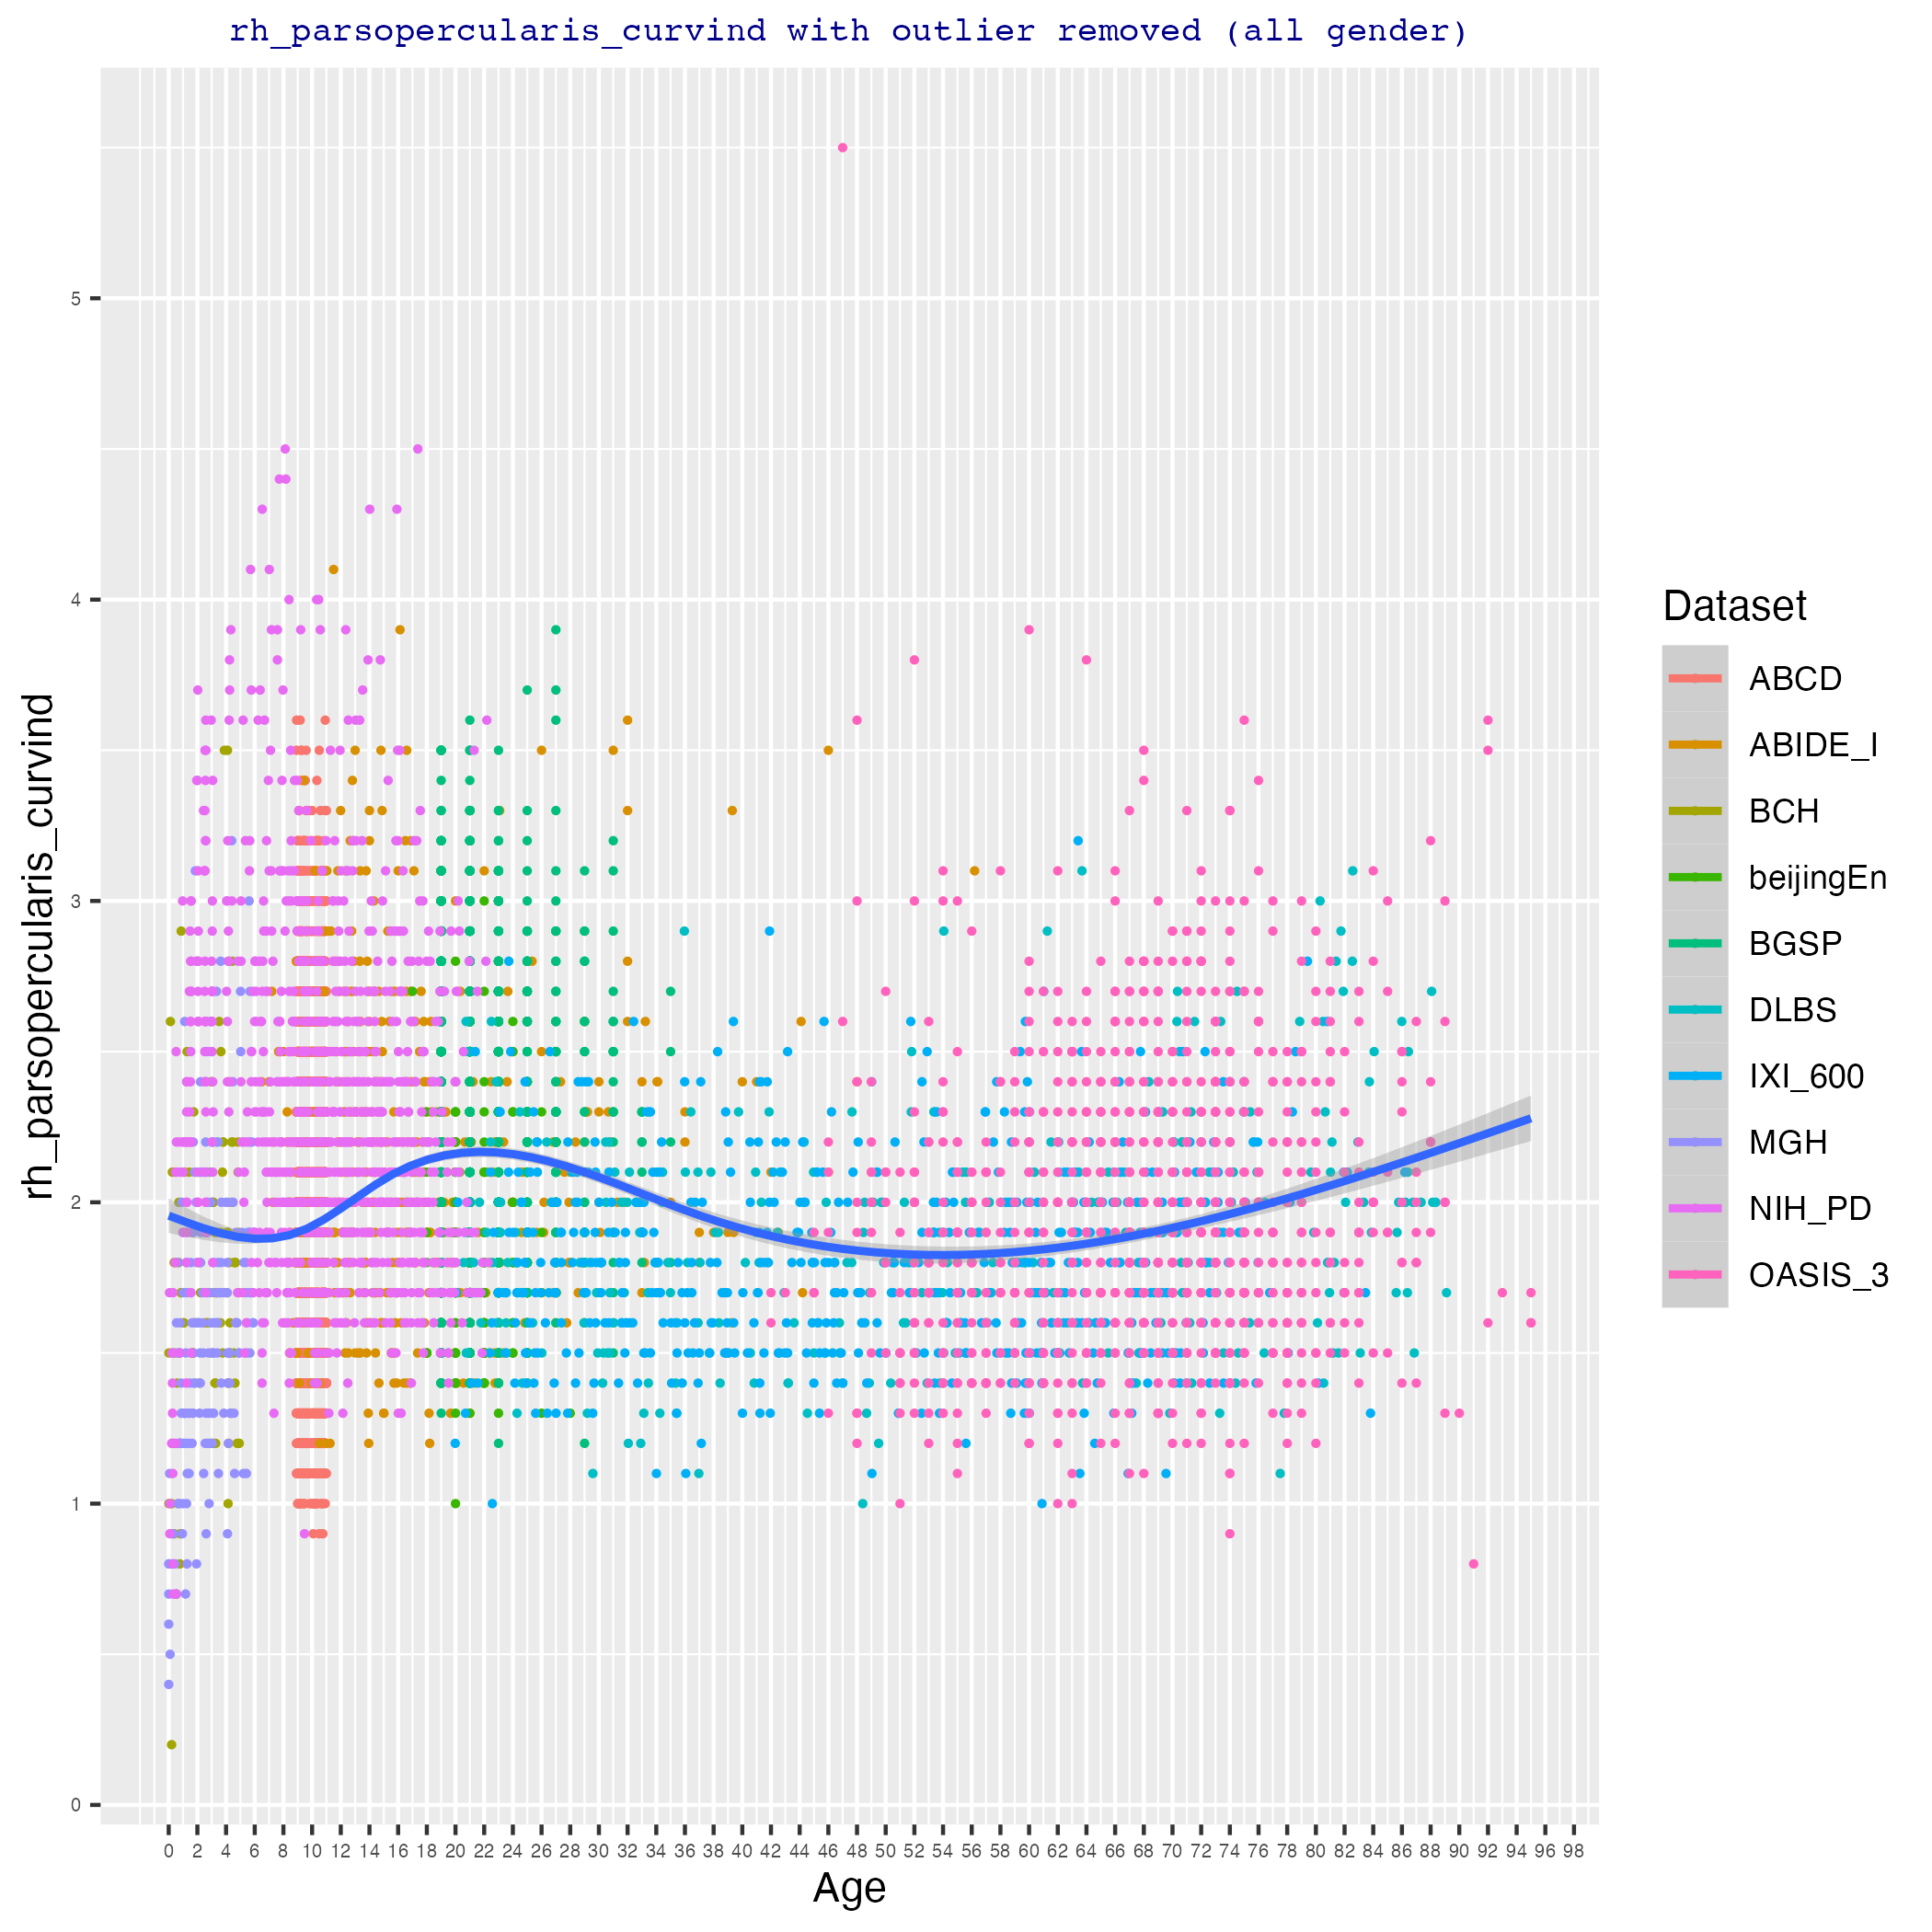 rh_parsopercularis_curvind with outlier removed (all gender)
rh_parsopercularis_curvind
5
4
3
2
1
0
0 2 4 6 8 10 12 14 16 18 20 22 24 26 28 30 32 34 36 38 40 42 44 46 48 50 52 54 56 58 60 62 64 66 68 70 72 74 76 78 80 82 84 86 88 90 92 94 96 98
Age
Dataset
ABCD
ABIDE_I
BCH
beijingEn
BGSP
DLBS
IXI_600
MGH
NIH_PD
OASIS_3